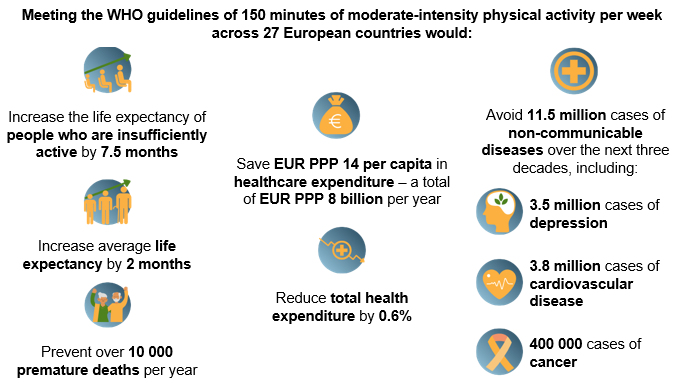 Meeting the WHO guidelines of 150 minutes of moderate-intensity physical activity per week
across 27 European countries would:
Increase the life expectancy of
people who are insufficiently
active by 7.5 months
Increase average life
expectancy by 2 months
Prevent over 10 000
premature deaths per year
€
Save EUR PPP 14 per capita in
healthcare expenditure – a total
of EUR PPP 8 billion per year
Reduce total health
expenditure by 0.6%
Avoid 11.5 million cases of
non-communicable
diseases over the next three
decades, including:
3.5 million cases of
depression
3.8 million cases of
cardiovascular
disease
400 000 cases of
cancer